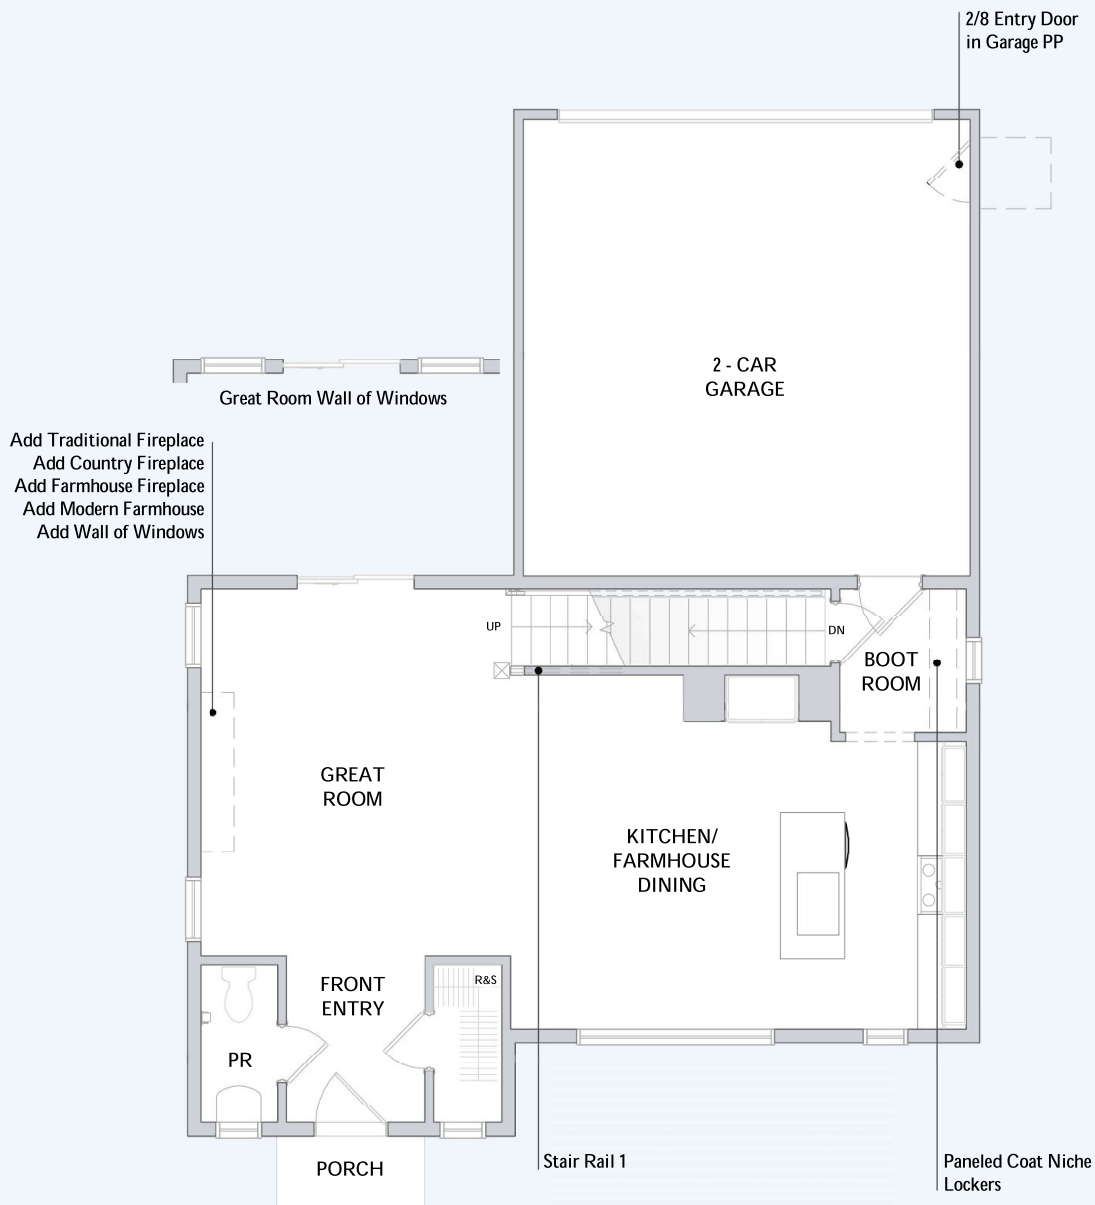 2/8 Entry Door
in Garage PP
2 - CAR
GARAGE
Great Room Wall of Windows
Add Traditional Fireplace
Add Country Fireplace
Add Farmhouse Fireplace
Add Modern Farmhouse
Add Wall of Windows
UP
DN
BOOT
ROOM
GREAT
ROOM
KITCHEN/
FARMHOUSE
DINING
FRONT
ENTRY
R&S
PR
PORCH
Stair Rail 1
Paneled Coat Niche
Lockers